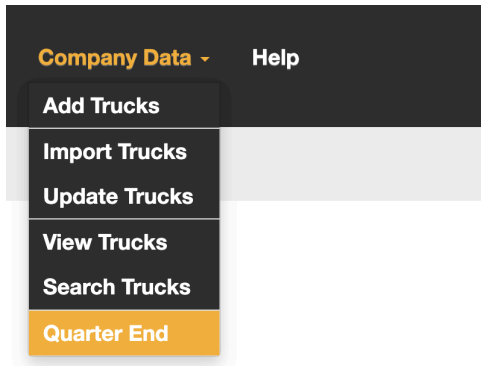 Company Data Help
Add Trucks
Import Trucks
Update Trucks
View Trucks
Search Trucks
Quarter End